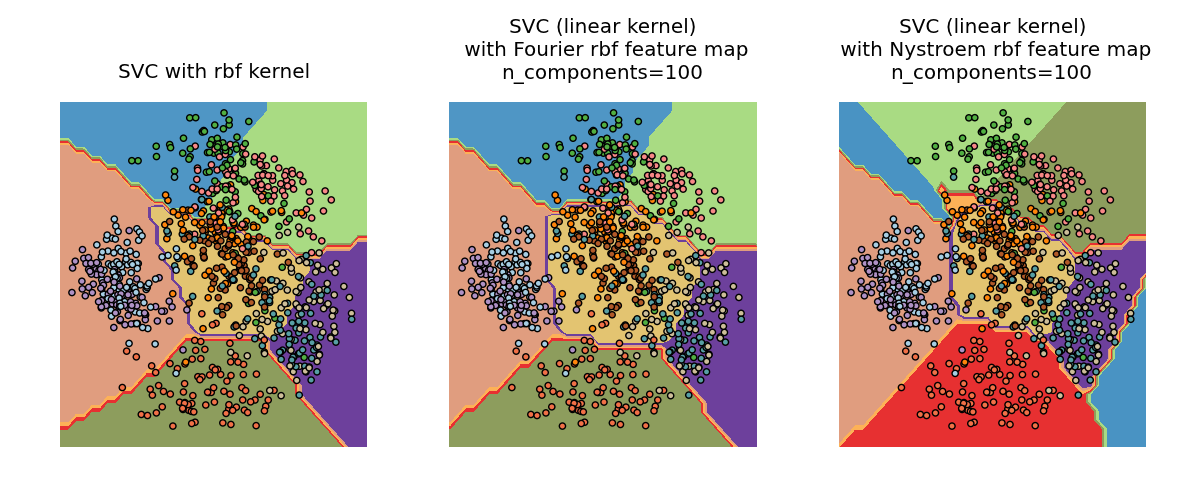 SVC with rbf kernel
SVC (linear kernel)
with Fourier rbf feature map
n_components=100
SVC (linear kernel)
with Nystroem rbf feature map
n_components=100